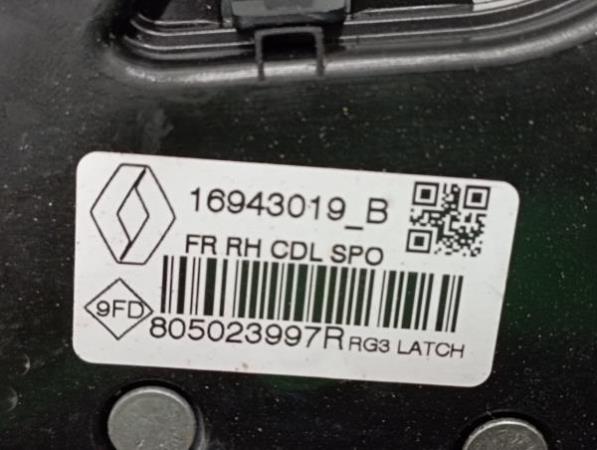 16943019_B
FR RH CDL SPO
9FD
805023997R RG3 LATCH